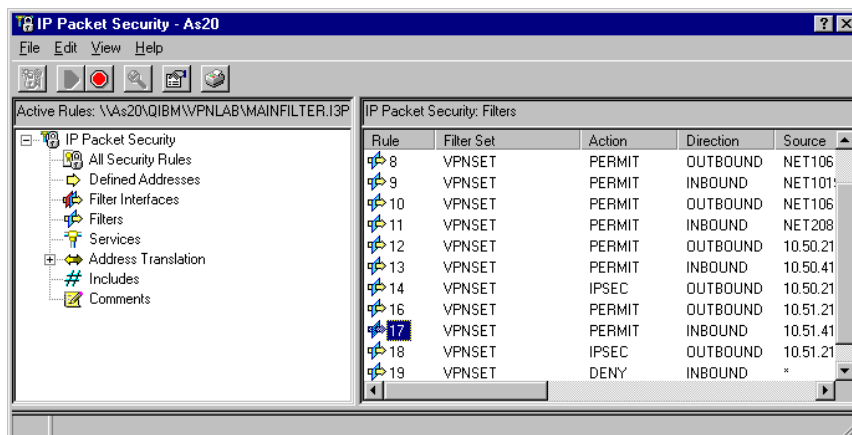 IP Packet Security - As20
File Edit View Help
Active Rules: \\As20\QIBM\VPNLAB\MAINFILTER.I3P
IP Packet Security
All Security Rules
Defined Addresses
Filter Interfaces
Filters
Services
Address Translation
Includes
Comments
IP Packet Security: Filters
Rule Filter Set Action Direction Source
8 VPNSET PERMIT OUTBOUND NET106
9 VPNSET PERMIT INBOUND NET101
10 VPNSET PERMIT OUTBOUND NET106
11 VPNSET PERMIT INBOUND NET208
12 VPNSET PERMIT OUTBOUND 10.50.21
13 VPNSET PERMIT INBOUND 10.50.41
14 VPNSET IPSEC OUTBOUND 10.50.21
16 VPNSET PERMIT OUTBOUND 10.51.21
17 VPNSET PERMIT INBOUND 10.51.41
18 VPNSET IPSEC OUTBOUND 10.51.21
19 VPNSET DENY INBOUND *